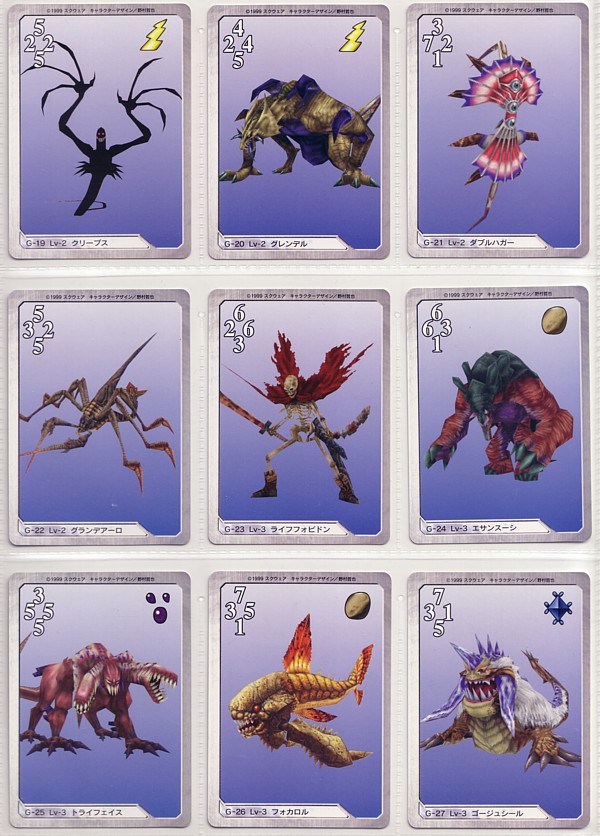 ©1999 スクウェア キャラクターデザイン/野村哲也
5
2 2
5
G-19 Lv-2 クリープス
©1999 スクウェア キャラクターデザイン/野村哲也
4
2 4
5
G-20 Lv-2 グレンデル
©1999 スクウェア キャラクターデザイン/野村哲也
3
7 2
1
G-21 Lv-2 ダブルハガー
©1999 スクウェア キャラクターデザイン/野村哲也
5
3 2
5
G-22 Lv-2 グランデアーロ
©1999 スクウェア キャラクターデザイン/野村哲也
6
2 6
3
G-23 Lv-3 ライフフォビドン
©1999 スクウェア キャラクターデザイン/野村哲也
6
6 3
1
G-24 Lv-3 エサンスーシ
©1999 スクウェア キャラクターデザイン/野村哲也
3
5 5
5
G-25 Lv-3 トライフェイス
©1999 スクウェア キャラクターデザイン/野村哲也
7
3 5
1
G-26 Lv-3 フォカロル
©1999 スクウェア キャラクターデザイン/野村哲也
7
3 1
5
G-27 Lv-3 ゴージュシール